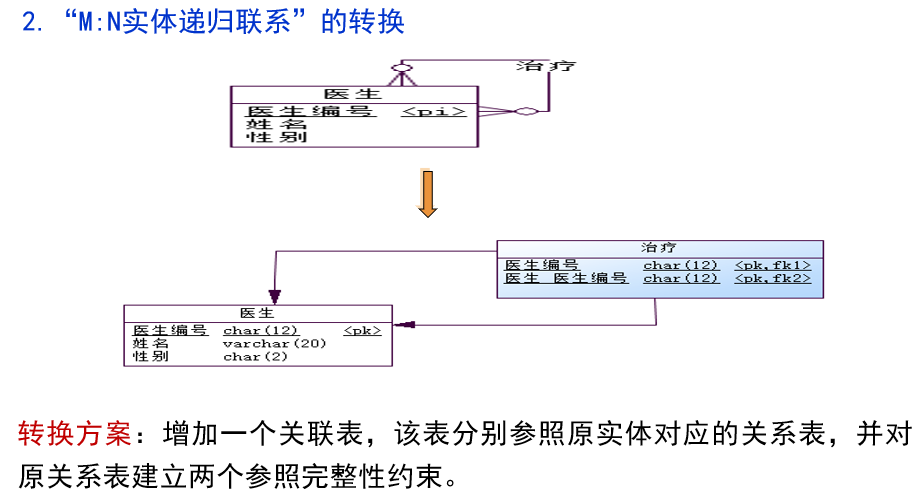 2. “M:N实体递归联系”的转换
治疗
医生
医生编号 <pi>
姓名
性别
治疗
医生编号 char(12) <pk,fk1>
医生_医生编号 char(12) <pk,fk2>
医生
医生编号 char(12) <pk>
姓名 varchar(20)
性别 char(2)
转换方案：增加一个关联表，该表分别参照原实体对应的关系表，并对
原关系表建立两个参照完整性约束。